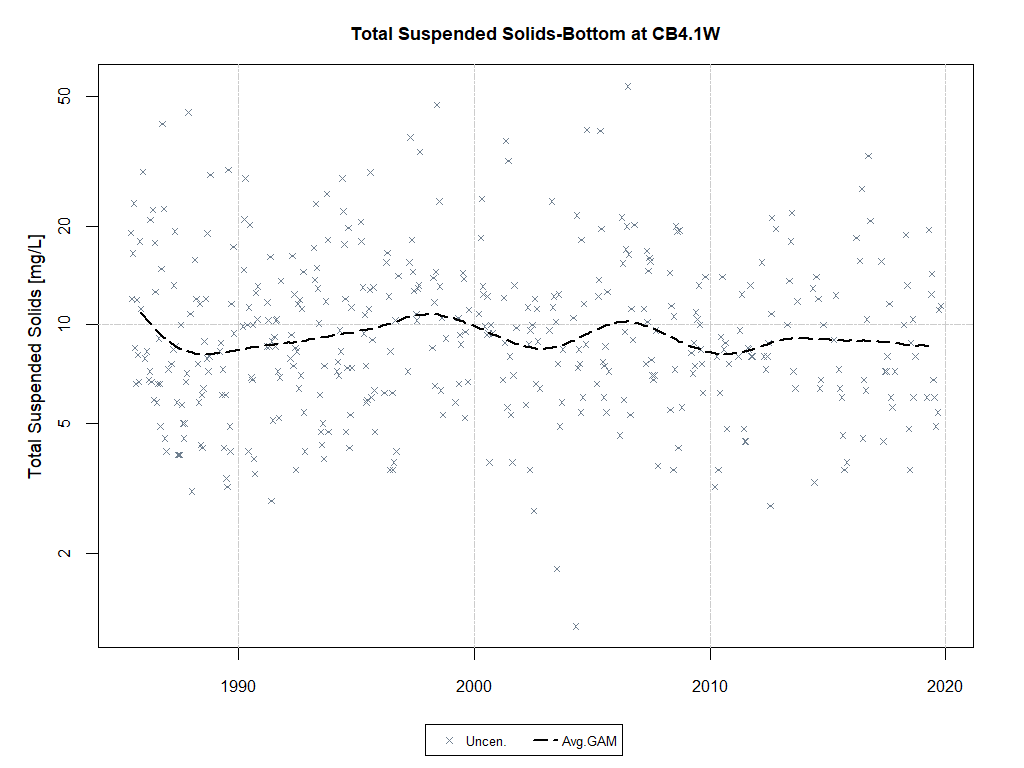 Total Suspended Solids-Bottom at CB4.1W
Total Suspended Solids [mg/L]
50
20
10
5
2
1990
2000
2010
2020
Uncen.
Avg.GAM